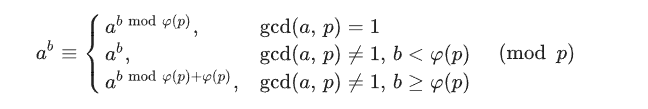 a^b ≡ { a^{b mod φ(p)}, gcd(a, p) = 1
a^b, gcd(a, p) ≠ 1, b < φ(p) (mod p)
a^{b mod φ(p)+φ(p)}, gcd(a, p) ≠ 1, b ≥ φ(p)